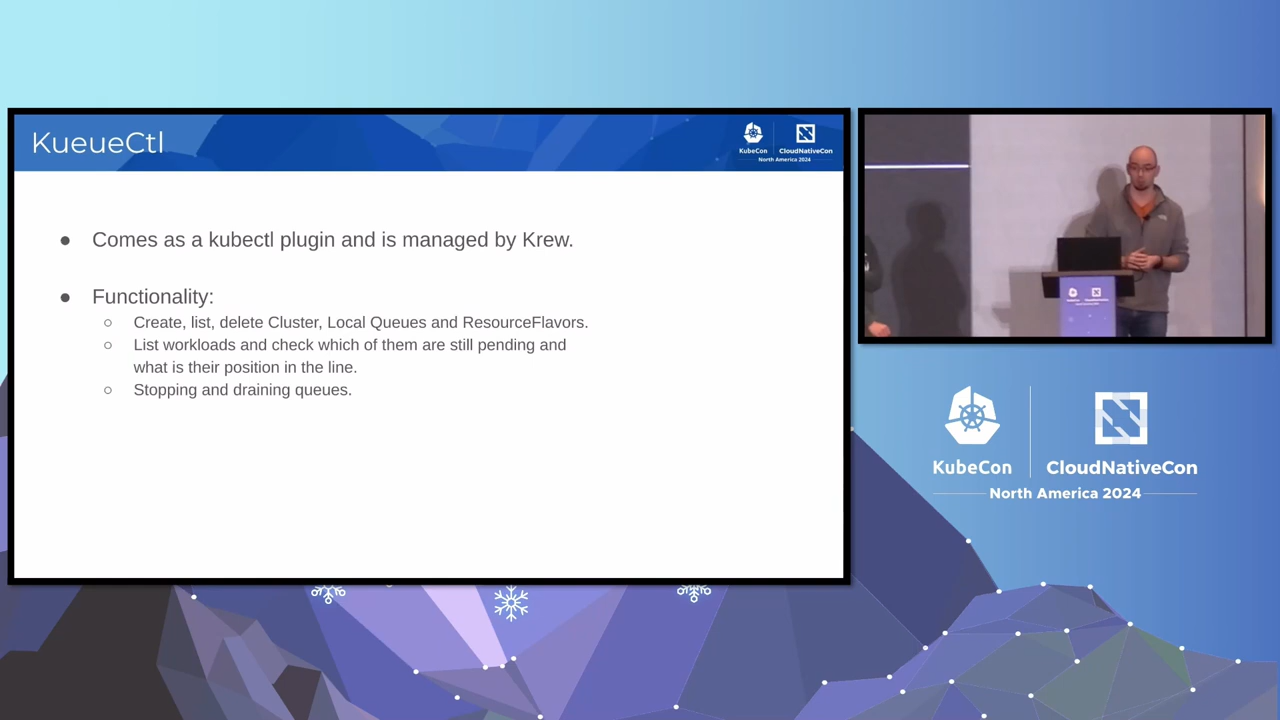 KueueCtl
KubeCon
CloudNativeCon
North America 2024
● Comes as a kubectl plugin and is managed by Krew.
● Functionality:
○ Create, list, delete Cluster, Local Queues and ResourceFlavors.
○ List workloads and check which of them are still pending and
what is their position in the line.
○ Stopping and draining queues.
KubeCon
CloudNativeCon
North America 2024